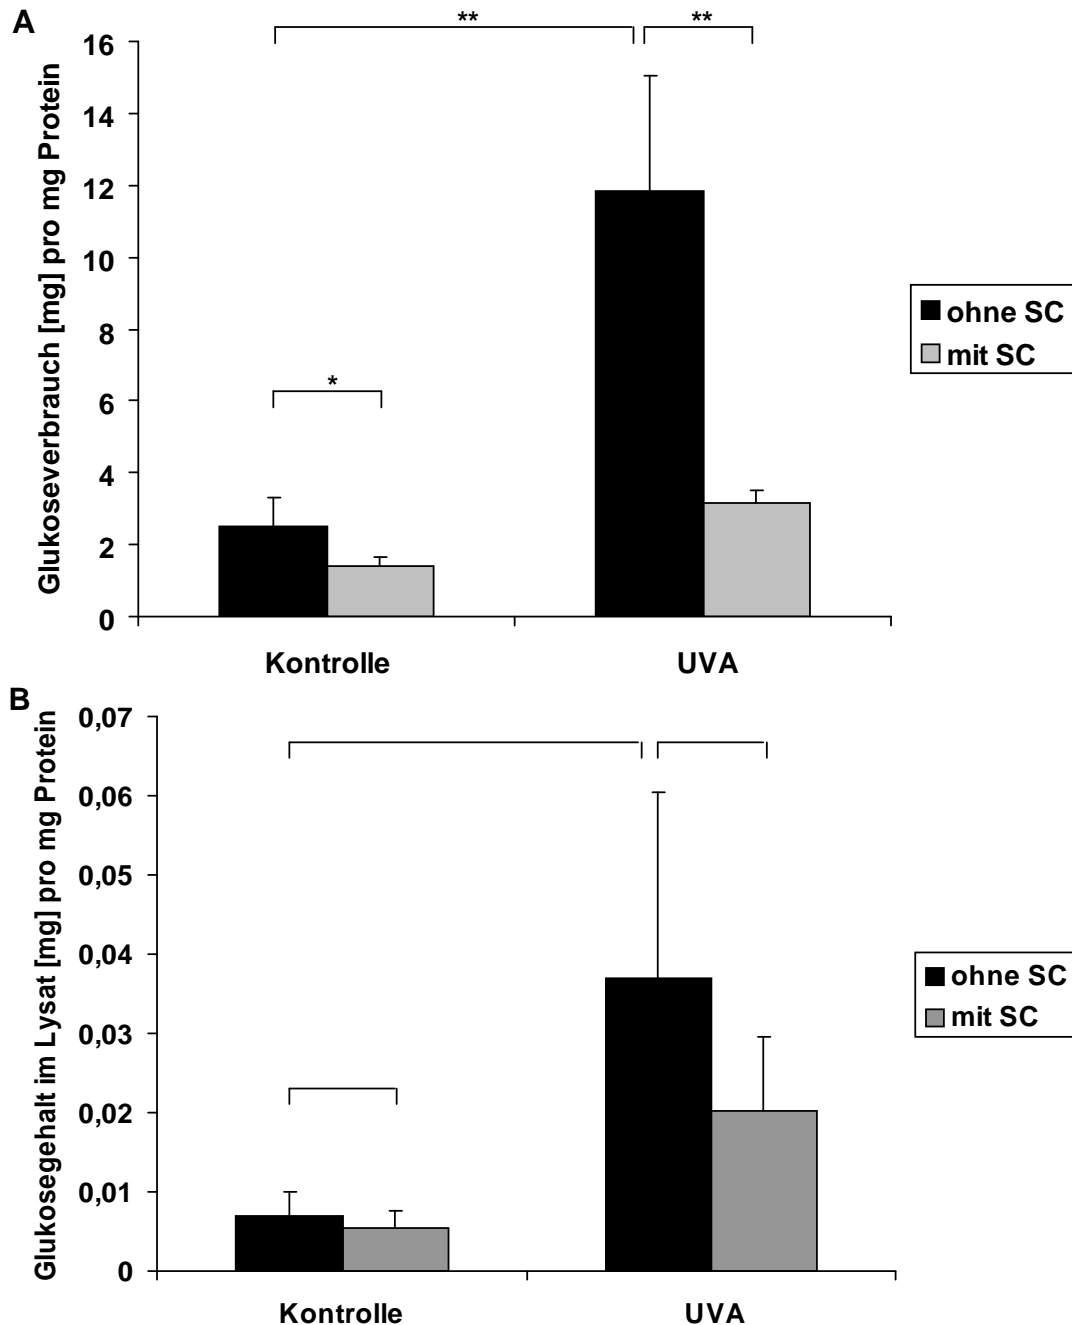 A
** **
Glukoseverbrauch [mg] pro mg Protein
16
14
12
10
8
6
4
2
0
*
Kontrolle UVA
ohne SC
mit SC
B
Glukosegehalt im Lysat [mg] pro mg Protein
0,07
0,06
0,05
0,04
0,03
0,02
0,01
0
Kontrolle UVA
ohne SC
mit SC